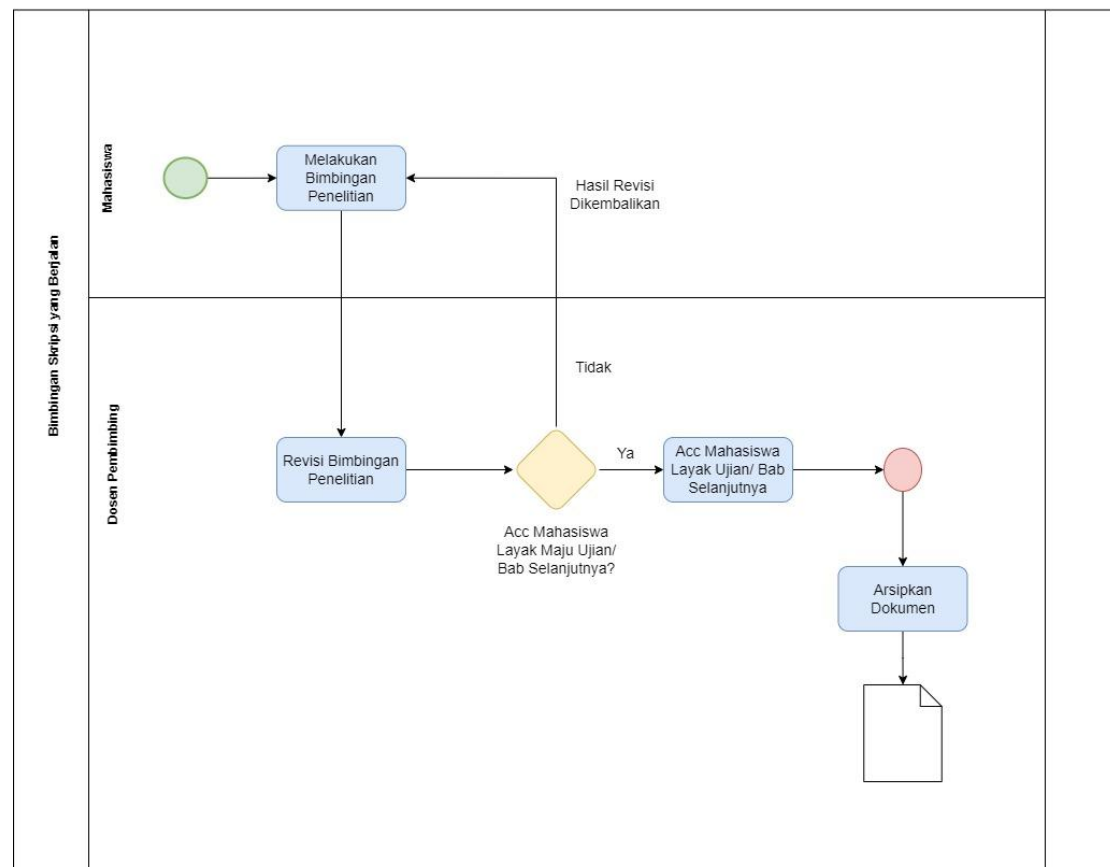 Bimbingan Skripsi yang Berjalan
Mahasiswa
Melakukan
Bimbingan
Penelitian
Hasil Revisi
Dikembalikan
Dosen Pembimbing
Tidak
Revisi Bimbingan
Penelitian
Ya
Acc Mahasiswa
Layak Ujian/ Bab
Selanjutnya
Acc Mahasiswa
Layak Maju Ujian/
Bab Selanjutnya?
Arsipkan
Dokumen